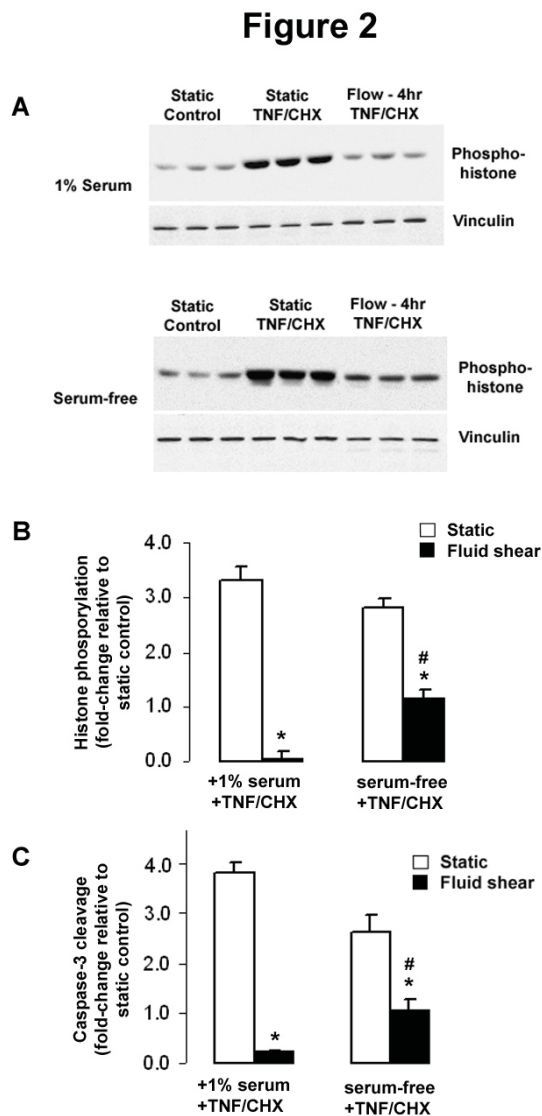 Figure 2
A
Static Control
Static TNF/CHX
Flow - 4hr TNF/CHX
1% Serum
Phospho-
histone
Vinculin
Static Control
Static TNF/CHX
Flow - 4hr TNF/CHX
Serum-free
Phospho-
histone
Vinculin
B
Static
Fluid shear
Histone phosporylation
(fold-change relative to
static control)
4.0
3.0
2.0
1.0
0.0
*
#
*
+1% serum
+TNF/CHX
serum-free
+TNF/CHX
C
Static
Fluid shear
Caspase-3 cleavage
(fold-change relative to
static control)
4.0
3.0
2.0
1.0
0.0
*
#
*
+1% serum
+TNF/CHX
serum-free
+TNF/CHX